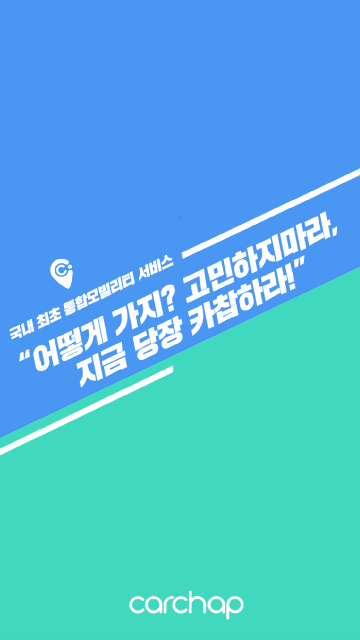 국내 최초 통합모빌리티 서비스
“어떻게 가지? 고민하지마라,
지금 당장 카찹하라!”
carchap